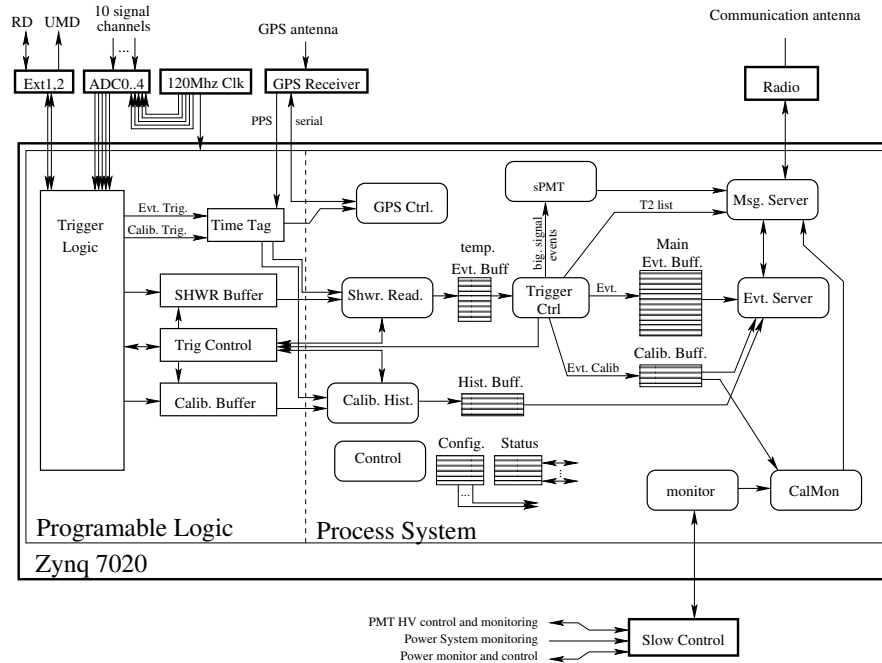 RD UMD
10 signal
channels
...
GPS antenna
Communication antenna
Ext1,2
ADC0..4
120Mhz Clk
GPS Receiver
Radio
PPS
serial
Trigger
Logic
Evt. Trig.
Calib. Trig.
Time Tag
GPS Ctrl.
sPMT
Msg. Server
T2 list
big. signal
events
temp.
Evt. Buff
Main
Evt. Buff.
SHWR Buffer
Shwr. Read.
Trigger
Ctrl
Evt.
Evt. Server
Trig Control
Evt. Calib
Calib. Buff.
Calib. Buffer
Calib. Hist.
Hist. Buff.
Control
Config.
Status
...
...
monitor
CalMon
Programable Logic
Process System
Zynq 7020
PMT HV control and monitoring
Power System monitoring
Power monitor and control
Slow Control